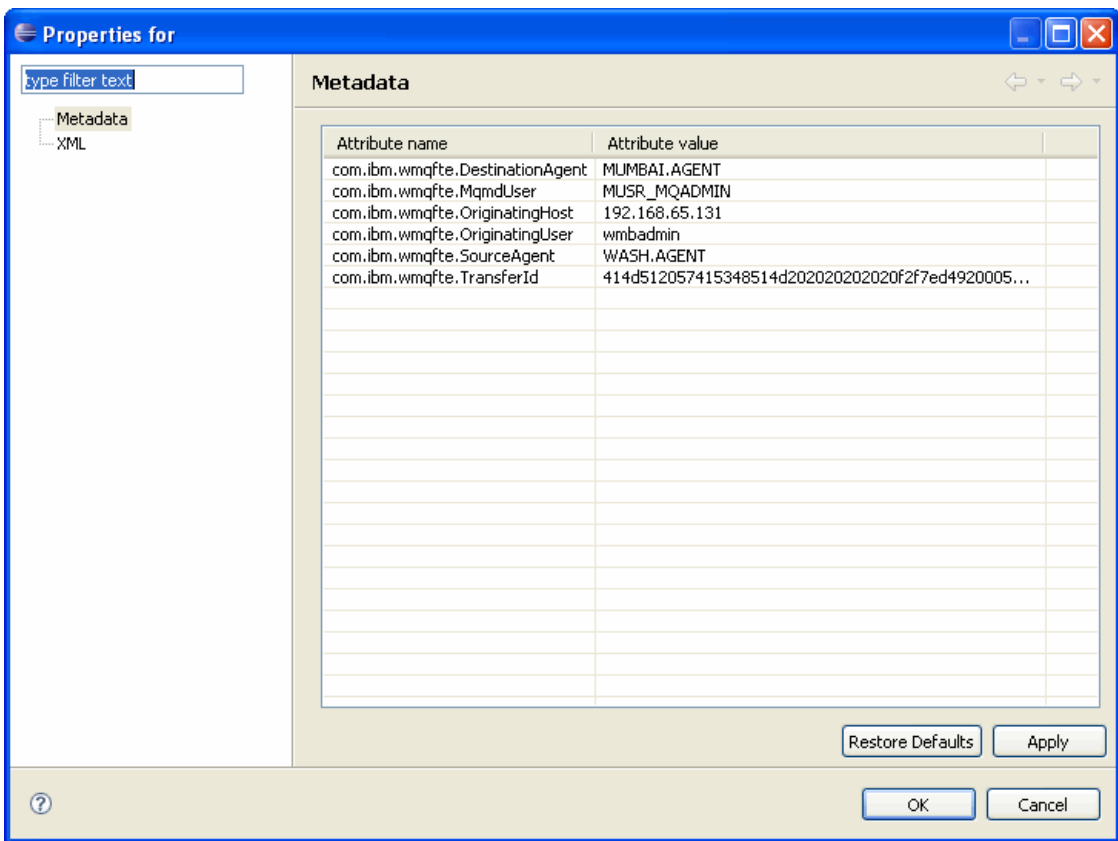 Properties for
type filter text
Metadata
XML
Metadata
Attribute name Attribute value
com.ibm.wmqfte.DestinationAgent MUMBAI.AGENT
com.ibm.wmqfte.MqmdUser MUSR_MQADMIN
com.ibm.wmqfte.OriginatingHost 192.168.65.131
com.ibm.wmqfte.OriginatingUser wmbadmin
com.ibm.wmqfte.SourceAgent WASH.AGENT
com.ibm.wmqfte.TransferId 414d512057415348514d202020202020f2f7ed4920005...
Restore Defaults Apply
? OK Cancel